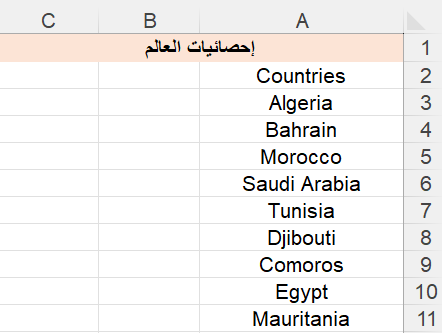 C B A
1 إحصائيات العالم
2 Countries
3 Algeria
4 Bahrain
5 Morocco
6 Saudi Arabia
7 Tunisia
8 Djibouti
9 Comoros
10 Egypt
11 Mauritania